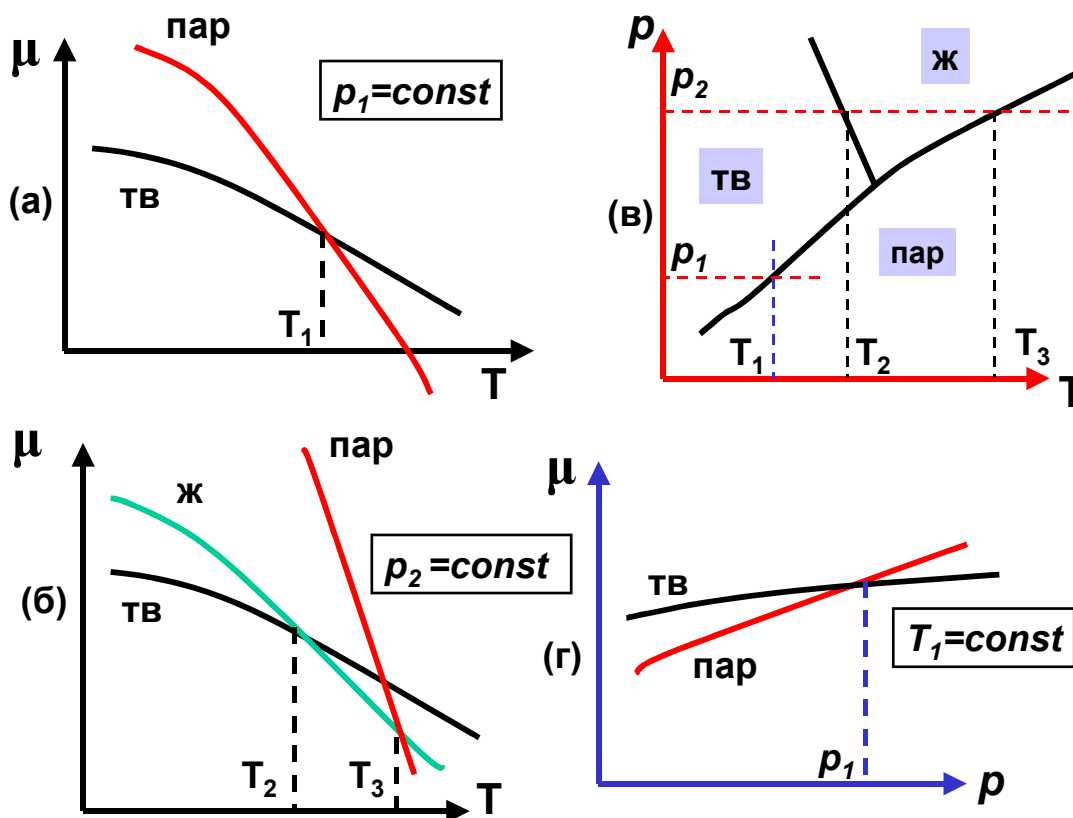 (а)
μ
пар
p₁=const
тв
T₁
T
(в)
p
p₂
ж
тв
p₁
пар
T₁
T₂
T₃
T
(б)
μ
пар
ж
p₂ =const
тв
T₂
T₃
T
(г)
μ
тв
T₁=const
пар
p₁
p